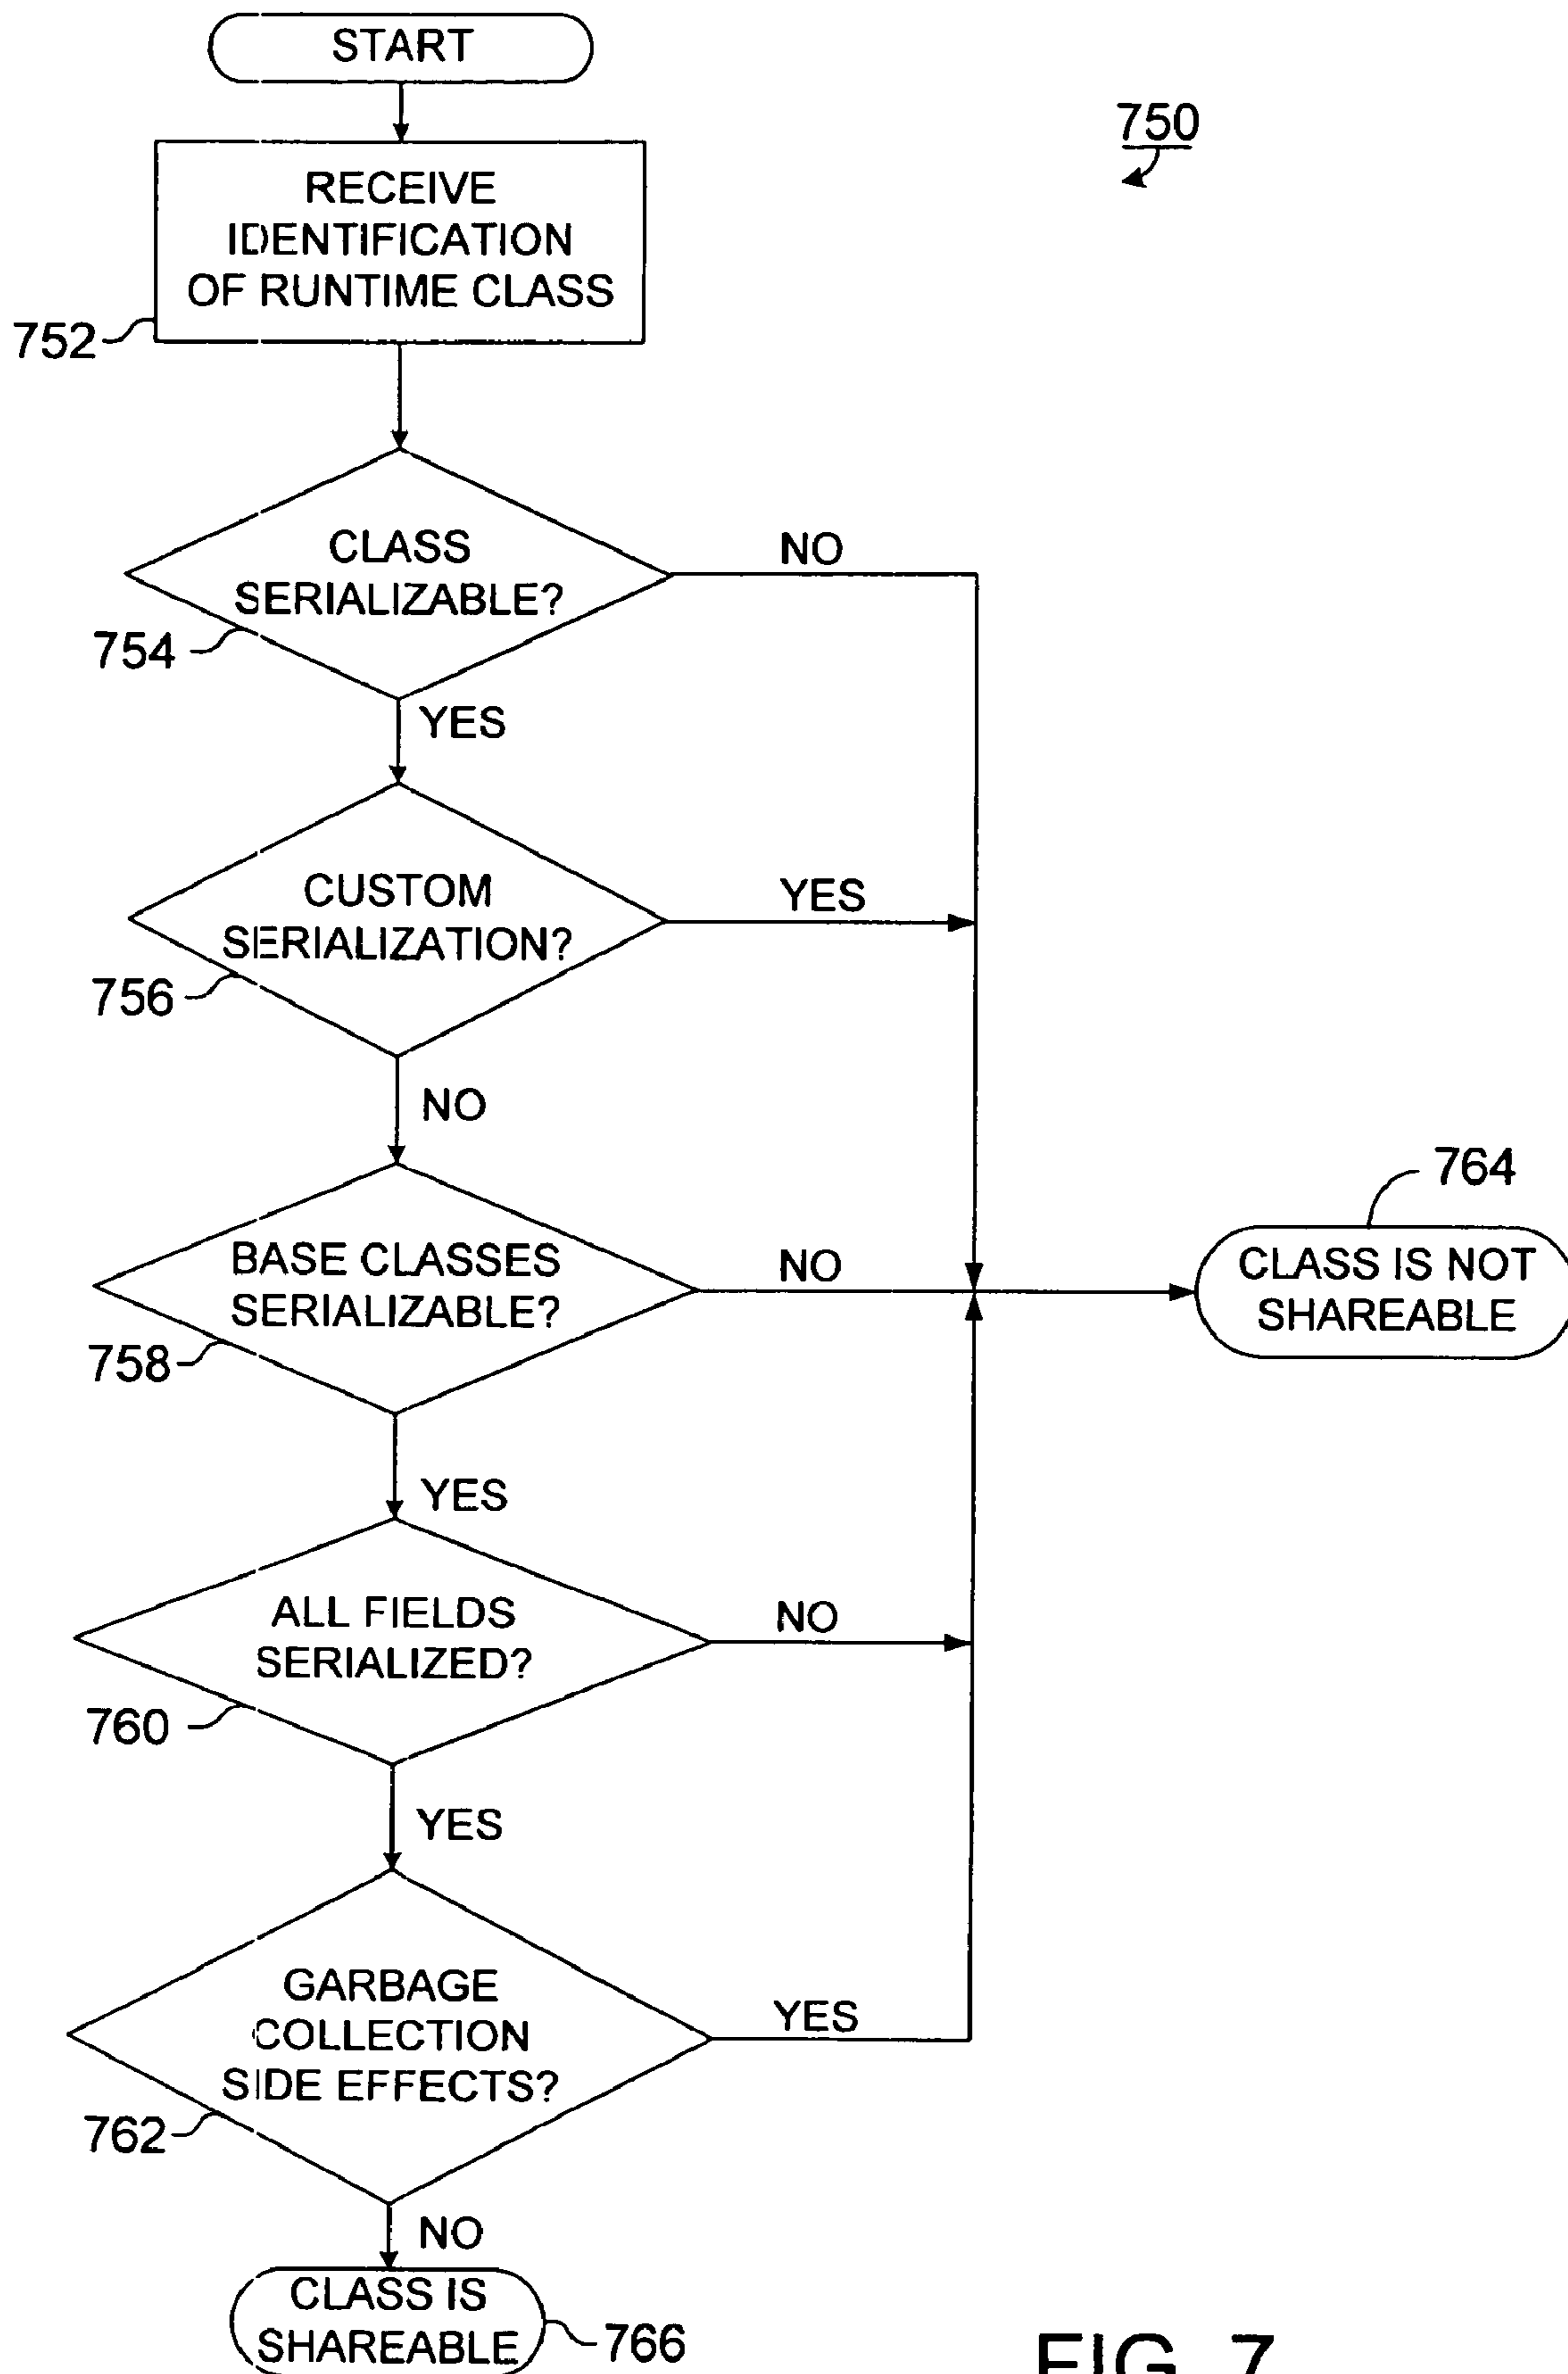 START
750
RECEIVE
IDENTIFICATION
OF RUNTIME CLASS
752
CLASS
SERIALIZABLE?
NO
754
YES
CUSTOM
SERIALIZATION?
YES
756
NO
764
BASE CLASSES
SERIALIZABLE?
NO
CLASS IS NOT
SHAREABLE
758
YES
ALL FIELDS
SERIALIZED?
NO
760
YES
GARBAGE
COLLECTION
SIDE EFFECTS?
YES
762
NO
CLASS IS
SHAREABLE
766
FIG. 7